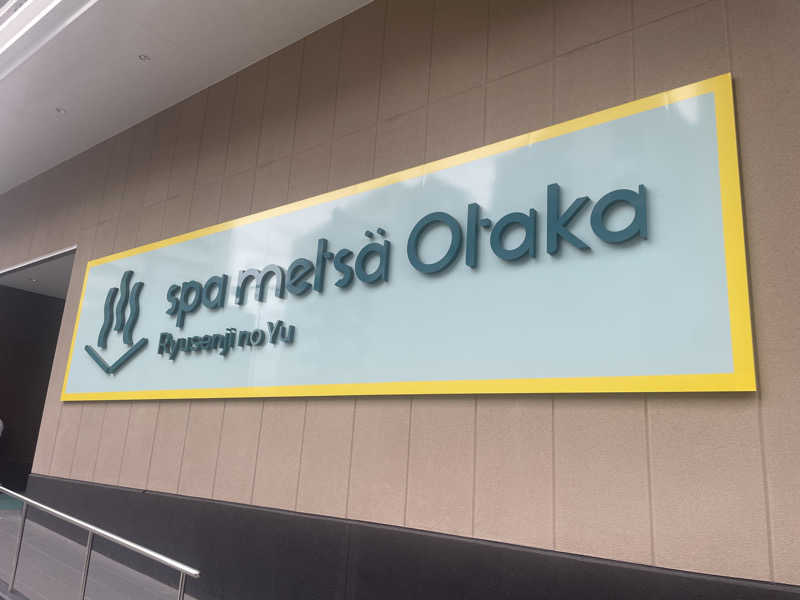 spa metsä Otaka
Ryusenji no Yu